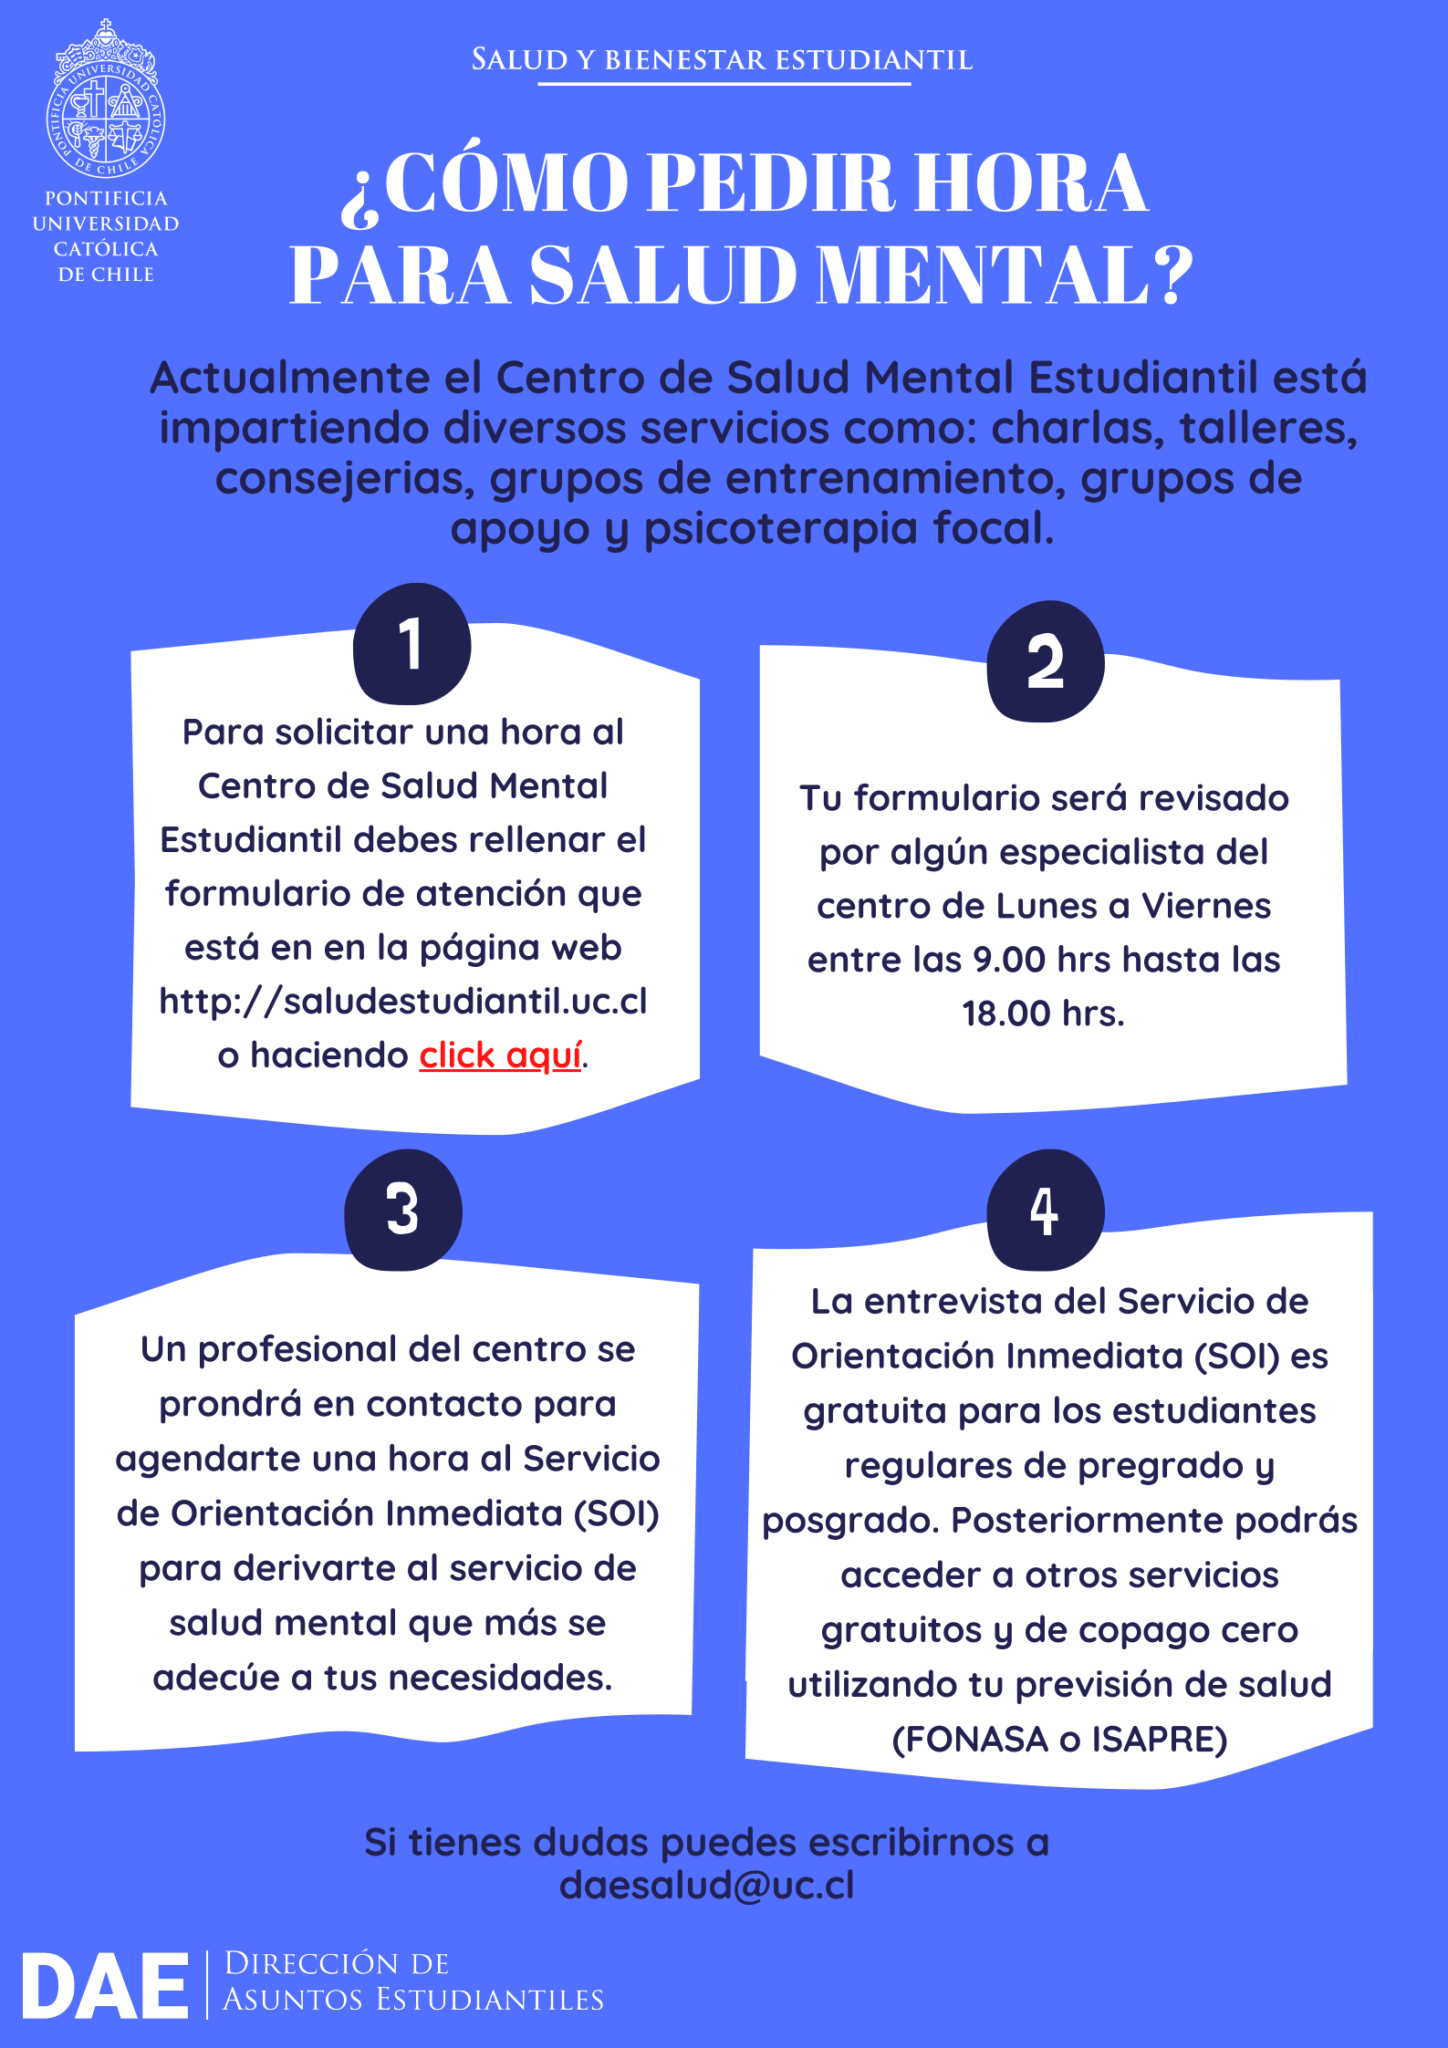 PONTIFICIA UNIVERSIDAD CATOLICA DE CHILE
PONTIFICIA
UNIVERSIDAD
CATÓLICA
DE CHILE
SALUD Y BIENESTAR ESTUDIANTIL
¿CÓMO PEDIR HORA
PARA SALUD MENTAL?
Actualmente el Centro de Salud Mental Estudiantil está
impartiendo diversos servicios como: charlas, talleres,
consejerias, grupos de entrenamiento, grupos de
apoyo y psicoterapia focal.
1
Para solicitar una hora al
Centro de Salud Mental
Estudiantil debes rellenar el
formulario de atención que
está en en la página web
http://saludestudiantil.uc.cl
o haciendo click aquí.
2
Tu formulario será revisado
por algún especialista del
centro de Lunes a Viernes
entre las 9.00 hrs hasta las
18.00 hrs.
3
Un profesional del centro se
prondrá en contacto para
agendarte una hora al Servicio
de Orientación Inmediata (SOI)
para derivarte al servicio de
salud mental que más se
adecúe a tus necesidades.
4
La entrevista del Servicio de
Orientación Inmediata (SOI) es
gratuita para los estudiantes
regulares de pregrado y
posgrado. Posteriormente podrás
acceder a otros servicios
gratuitos y de copago cero
utilizando tu previsión de salud
(FONASA o ISAPRE)
Si tienes dudas puedes escribirnos a
daesalud@uc.cl
DAE
DIRECCIÓN DE
ASUNTOS ESTUDIANTILES